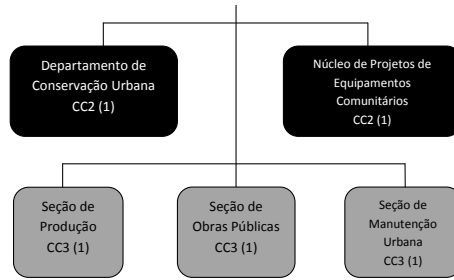 Departamento de
Conservação Urbana
CC2 (1)
Núcleo de Projetos de
Equipamentos
Comunitários
CC2 (1)
Seção de
Produção
CC3 (1)
Seção de
Obras Públicas
CC3 (1)
Seção de
Manutenção
Urbana
CC3 (1)